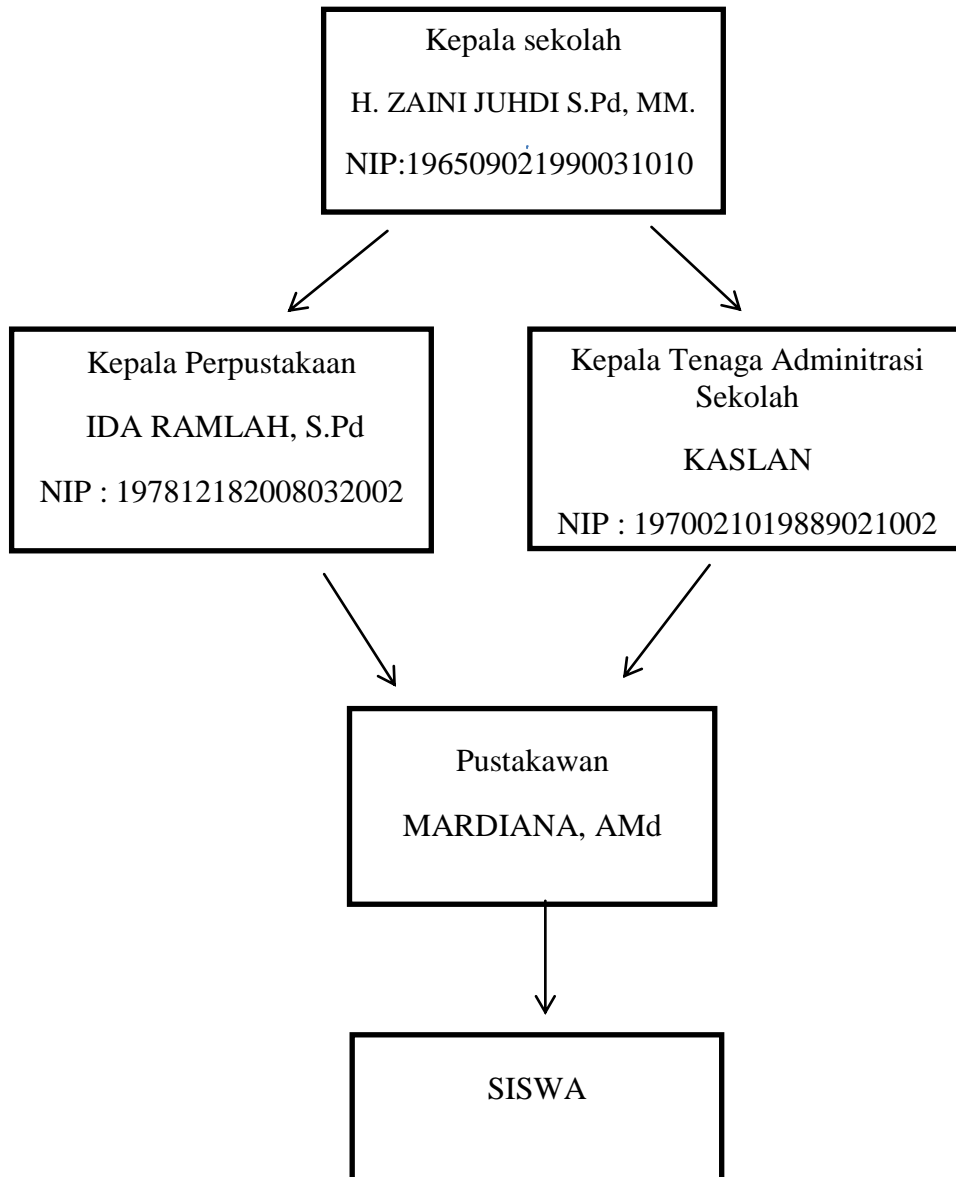 Kepala sekolah
H. ZAINI JUHDI S.Pd, MM.
NIP:196509021990031010
Kepala Perpustakaan
IDA RAMLAH, S.Pd
NIP : 197812182008032002
Kepala Tenaga Adminitrasi
Sekolah
KASLAN
NIP : 1970021019889021002
Pustakawan
MARDIANA, AMd
SISWA